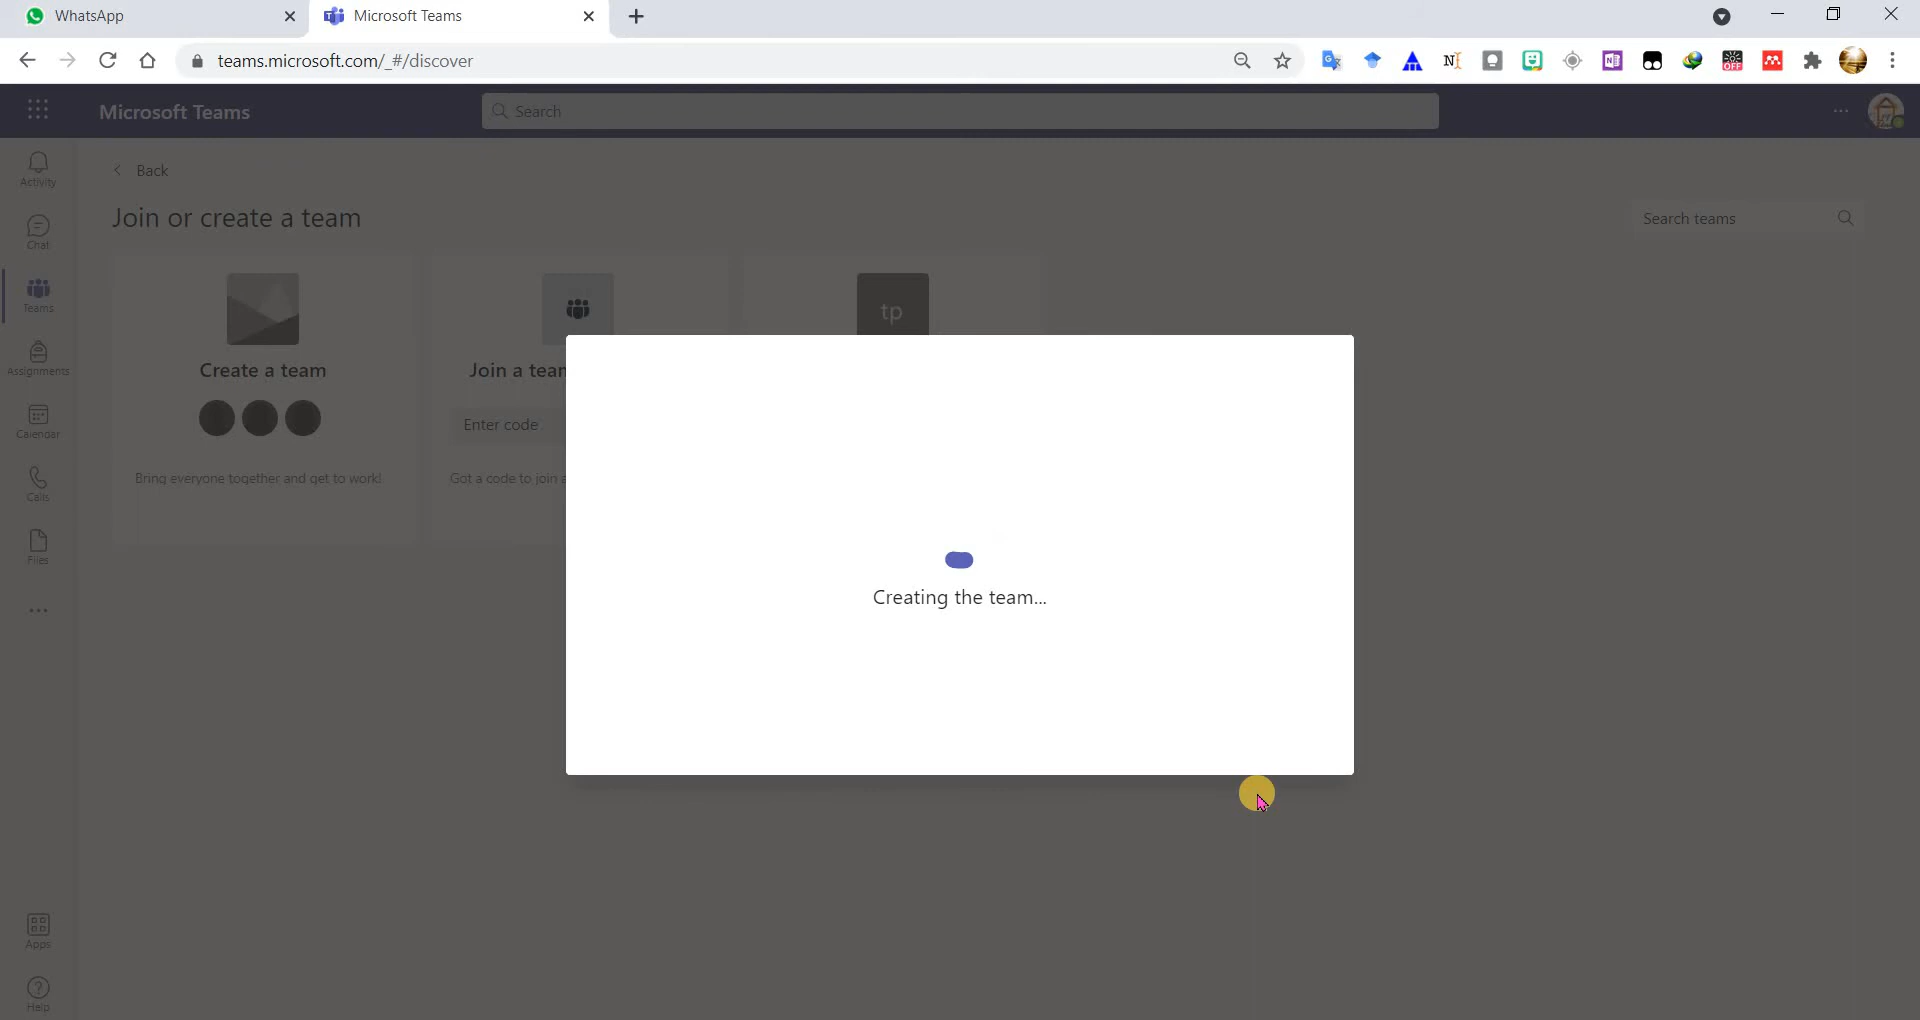 WhatsApp
Microsoft Teams
teams.microsoft.com/_#/discover
Microsoft Teams
Search
Activity
Chat
Teams
Assignments
Calendar
Calls
Files
Apps
Help
Back
Join or create a team
Search teams
Create a team
Bring everyone together and get to work!
Join a team
Enter code
Got a code to join a
tp
Creating the team...
N
OFF